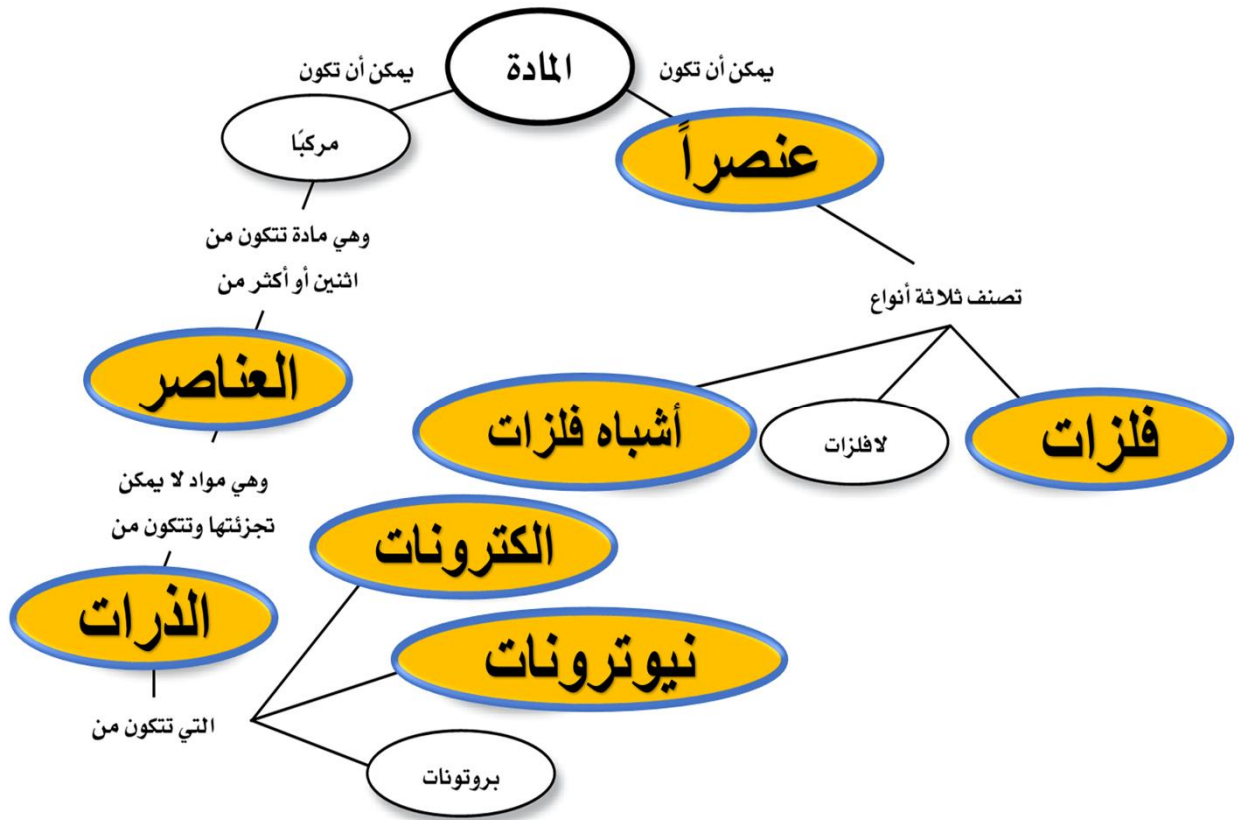 المادة
يمكن أن تكون
يمكن أن تكون
عنصراً
مركبًا
وهي مادة تتكون من
اثنين أو أكثر من
تصنف ثلاثة أنواع
العناصر
فلزات
لافلزات
أشباه فلزات
وهي مواد لا يمكن
تجزئتها وتتكون من
الذرات
التي تتكون من
الكترونات
نيوترونات
بروتونات